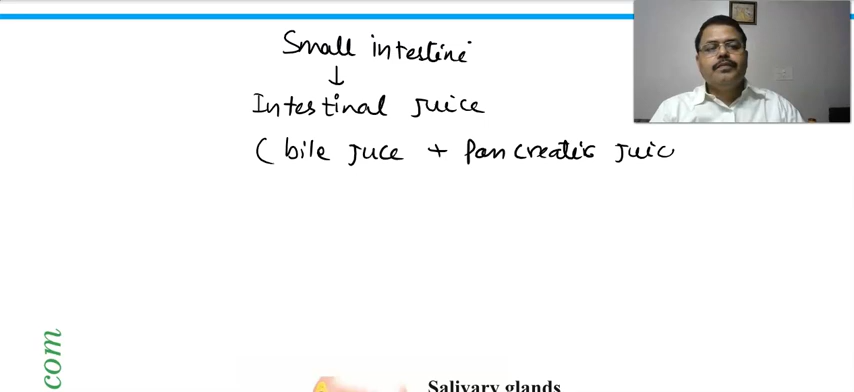 Small intestine
↓
Intestinal Juice
( bile Juce + Pancreatic Juic
com
Salivary glands